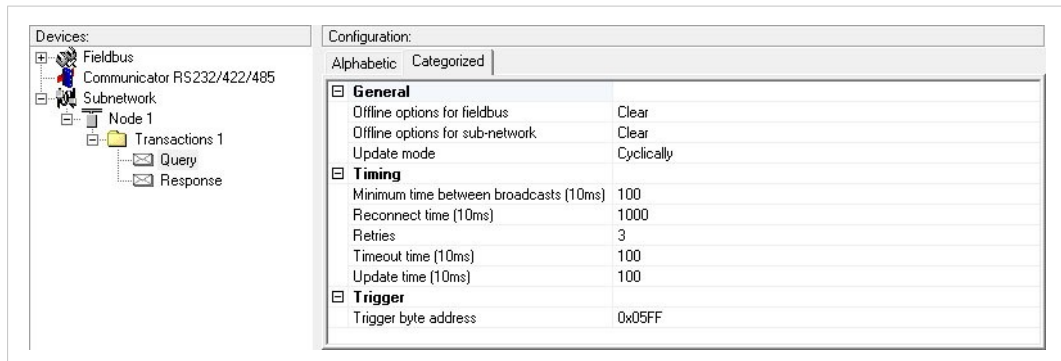 Devices:
Fieldbus
Communicator RS232/422/485
Subnetwork
Node 1
Transactions 1
Query
Response
Configuration:
Alphabetic Categorized
General
Offline options for fieldbus Clear
Offline options for sub-network Clear
Update mode Cyclically
Timing
Minimum time between broadcasts (10ms) 100
Reconnect time (10ms) 1000
Retries 3
Timeout time (10ms) 100
Update time (10ms) 100
Trigger
Trigger byte address 0x05FF